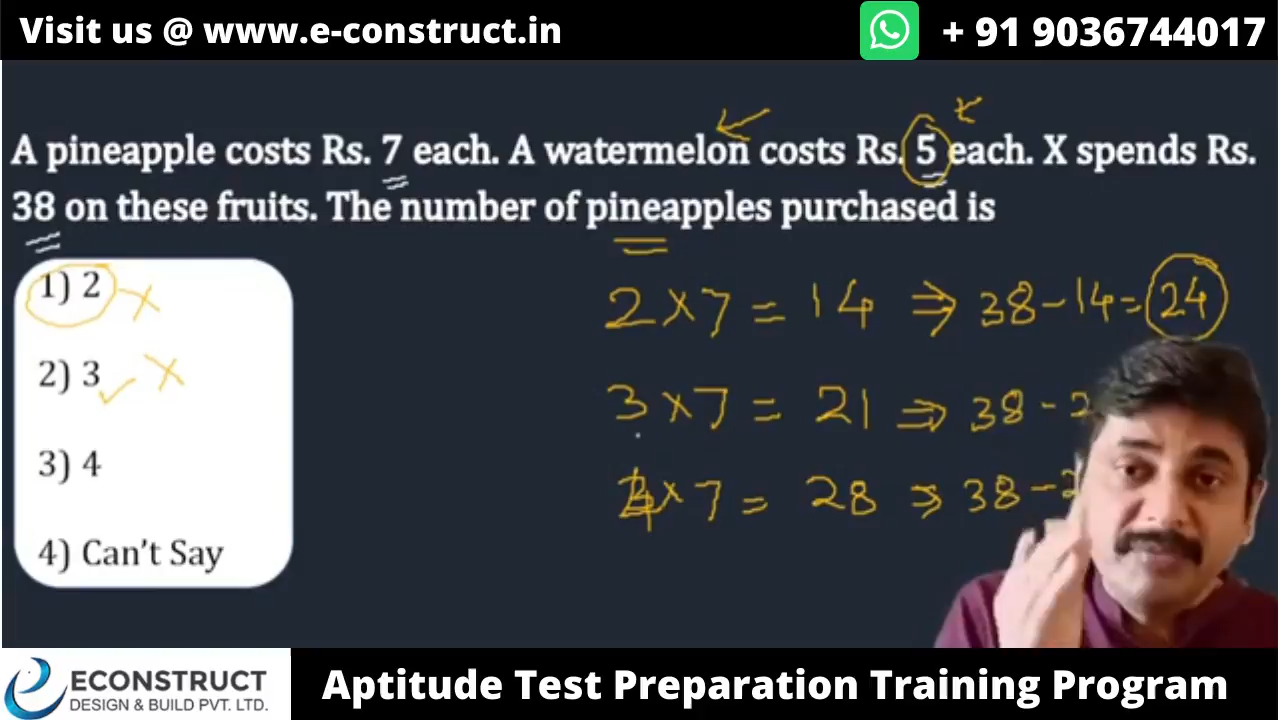 Visit us @ www.e-construct.in
+ 91 9036744017
A pineapple costs Rs. 7 each. A watermelon costs Rs. 5 each. X spends Rs.
38 on these fruits. The number of pineapples purchased is
1) 2
2) 3
3) 4
4) Can't Say
2 × 7 = 14 ⇒ 38 - 14 = 24
3 × 7 = 21 ⇒ 38 - 2
4 × 7 = 28 ⇒ 38 - 2
ECONSTRUCT
DESIGN & BUILD PVT. LTD.
Aptitude Test Preparation Training Program